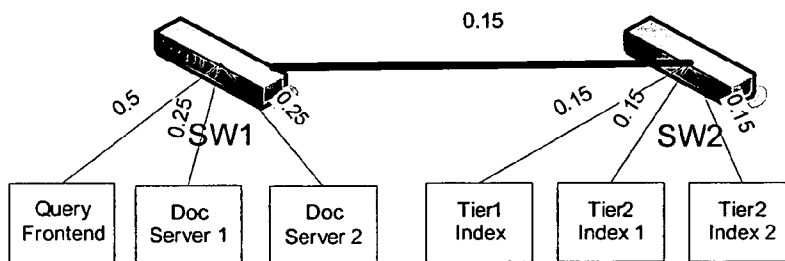 0.15
0.5
0.25
0.25
0.15
0.15
0.15
SW1
SW2
Query
Frontend
Doc
Server 1
Doc
Server 2
Tier1
Index
Tier2
Index 1
Tier2
Index 2